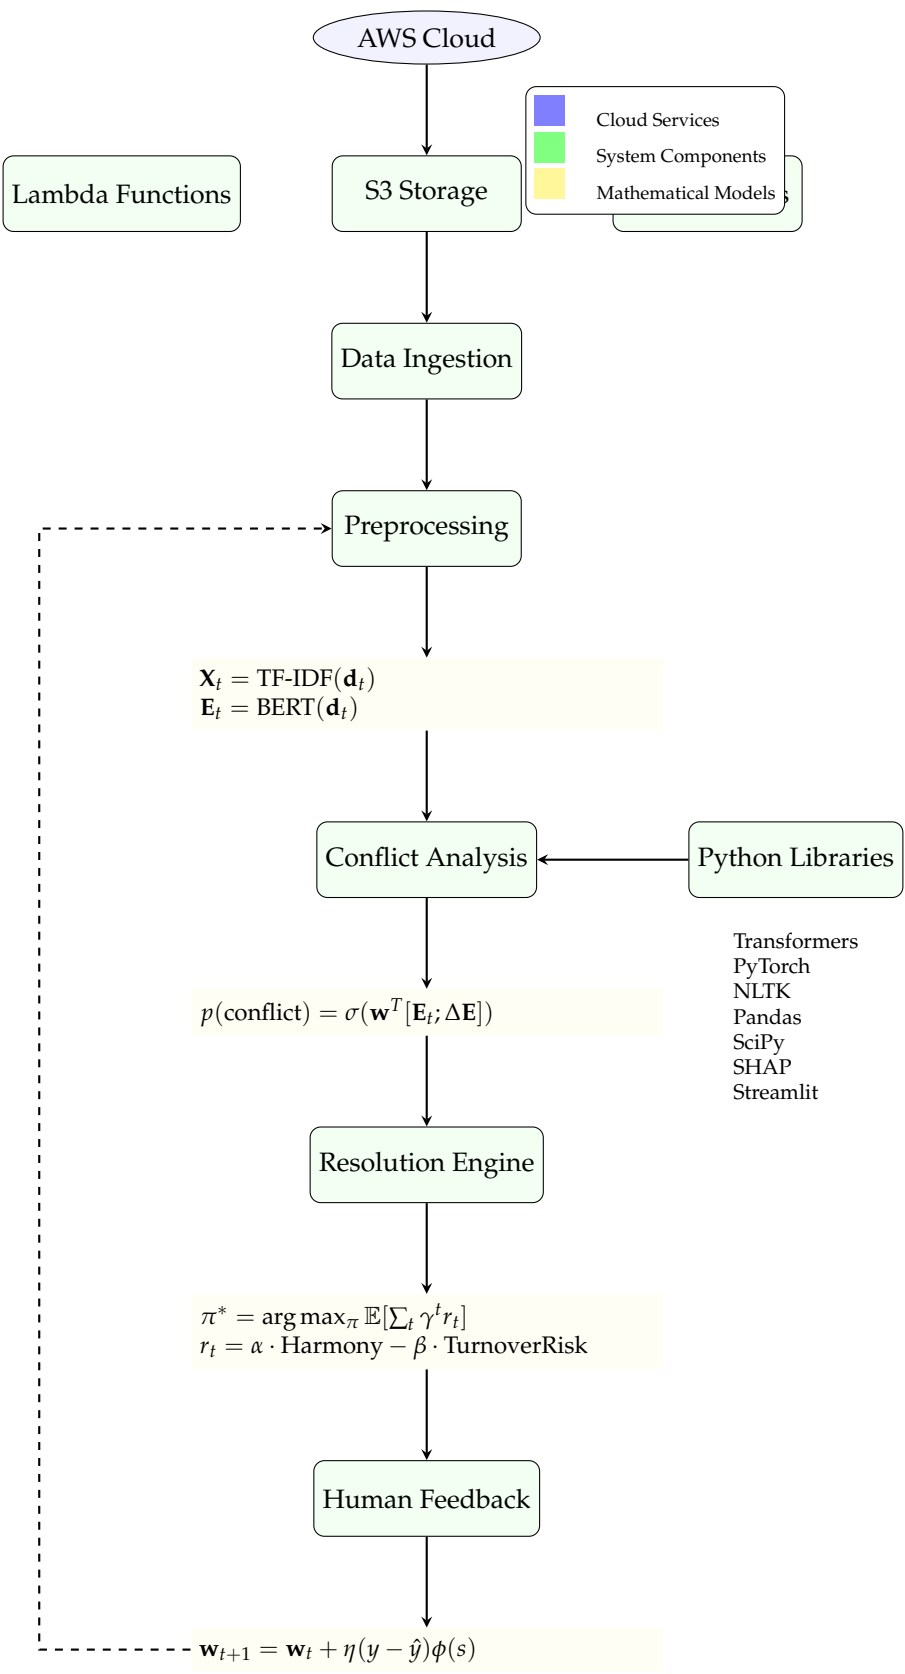 AWS Cloud
Cloud Services
System Components
Mathematical Models
Lambda Functions
S3 Storage
Data Ingestion
Preprocessing
𝐗_t = TF-IDF(𝐝_t)
𝐄_t = BERT(𝐝_t)
Conflict Analysis
Python Libraries
Transformers
PyTorch
NLTK
Pandas
SciPy
SHAP
Streamlit
p(conflict) = σ(𝐰^T[𝐄_t; Δ𝐄])
Resolution Engine
π* = arg max_π 𝔼[∑_t γ^t r_t]
r_t = α · Harmony − β · TurnoverRisk
Human Feedback
𝐰_{t+1} = 𝐰_t + η(y − ŷ)ϕ(s)